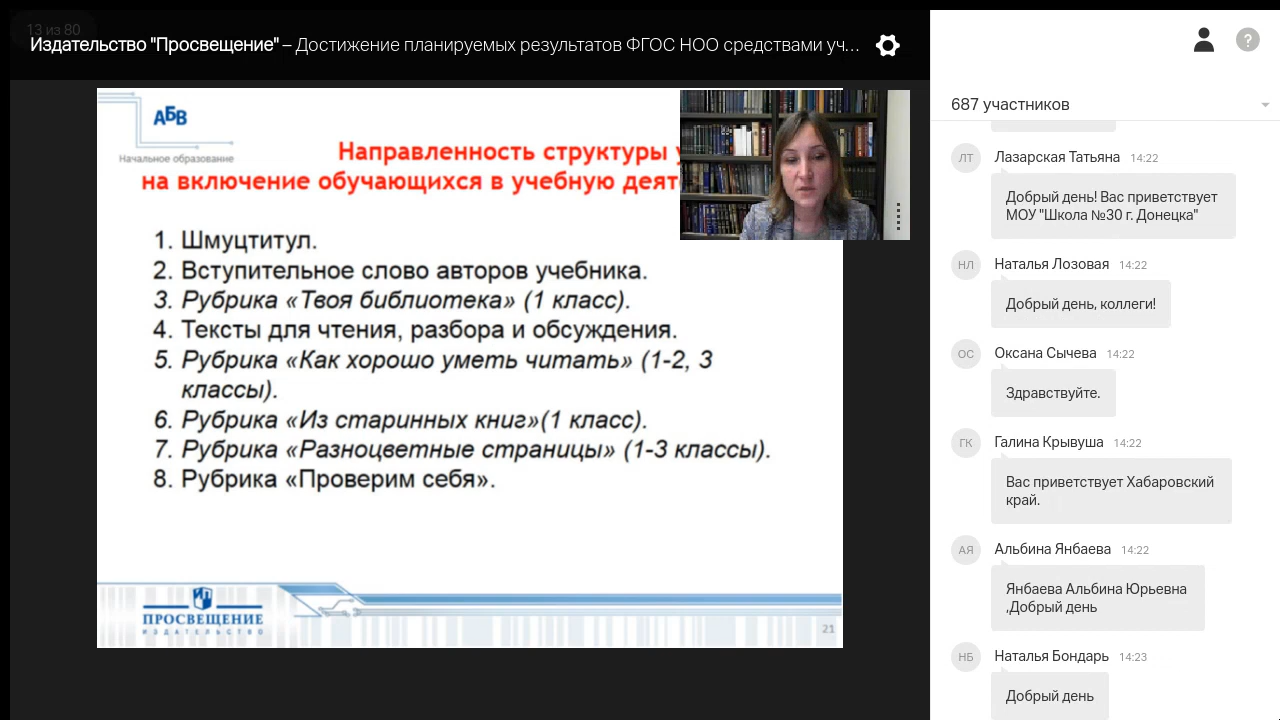 13 из 80
Издательство "Просвещение" – Достижение планируемых результатов ФГОС НОО средствами уч...
АБВ
Начальное образование
Направленность структуры
на включение обучающихся в учебную
1. Шмуцтитул.
2. Вступительное слово авторов учебника.
3. Рубрика «Твоя библиотека» (1 класс).
4. Тексты для чтения, разбора и обсуждения.
5. Рубрика «Как хорошо уметь читать» (1-2, 3
классы).
6. Рубрика «Из старинных книг»(1 класс).
7. Рубрика «Разноцветные страницы» (1-3 классы).
8. Рубрика «Проверим себя».
ПРОСВЕЩЕНИЕ
ИЗДАТЕЛЬСТВО
21
?
687 участников
ЛТ Лазарская Татьяна 14:22
Добрый день! Вас приветствует
МОУ "Школа №30 г. Донецка"
НЛ Наталья Лозовая 14:22
Добрый день, коллеги!
ОС Оксана Сычева 14:22
Здравствуйте.
ГК Галина Крывуша 14:22
Вас приветствует Хабаровский
край.
АЯ Альбина Янбаева 14:22
Янбаева Альбина Юрьевна
,Добрый день
НБ Наталья Бондарь 14:23
Добрый день